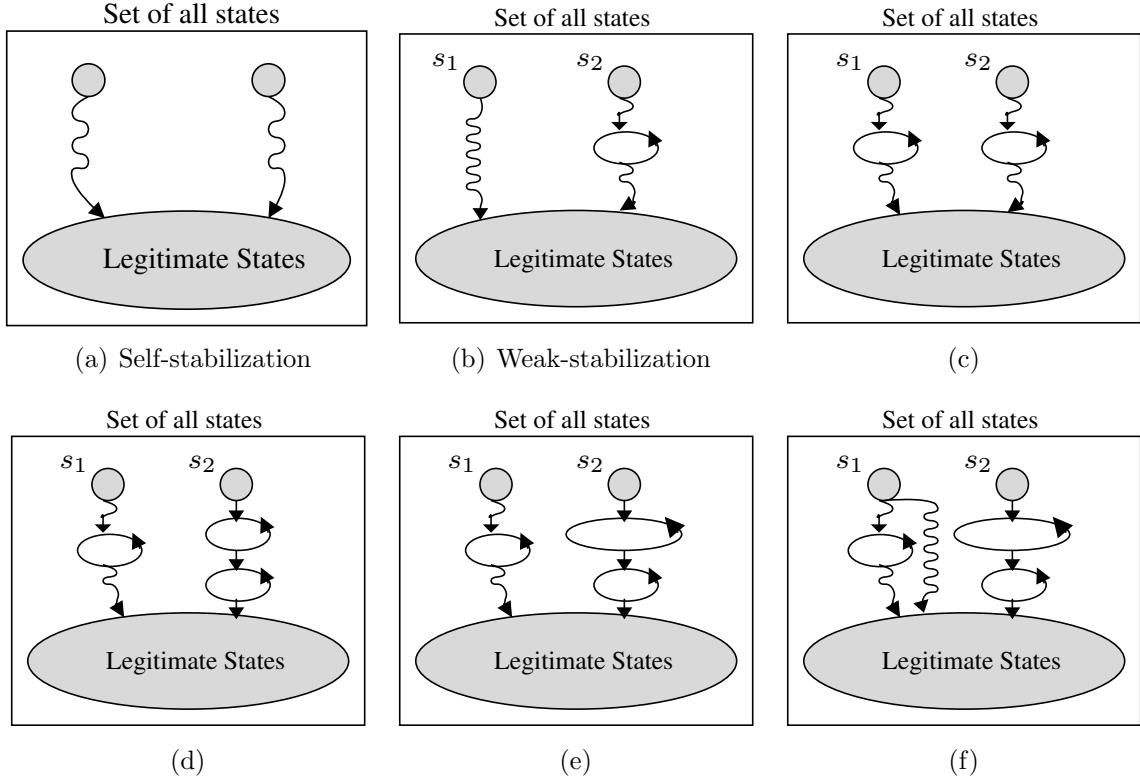 Set of all states
Legitimate States
(a) Self-stabilization
Set of all states
s₁ s₂
Legitimate States
(b) Weak-stabilization
Set of all states
s₁ s₂
Legitimate States
(c)
Set of all states
s₁ s₂
Legitimate States
(d)
Set of all states
s₁ s₂
Legitimate States
(e)
Set of all states
s₁ s₂
Legitimate States
(f)